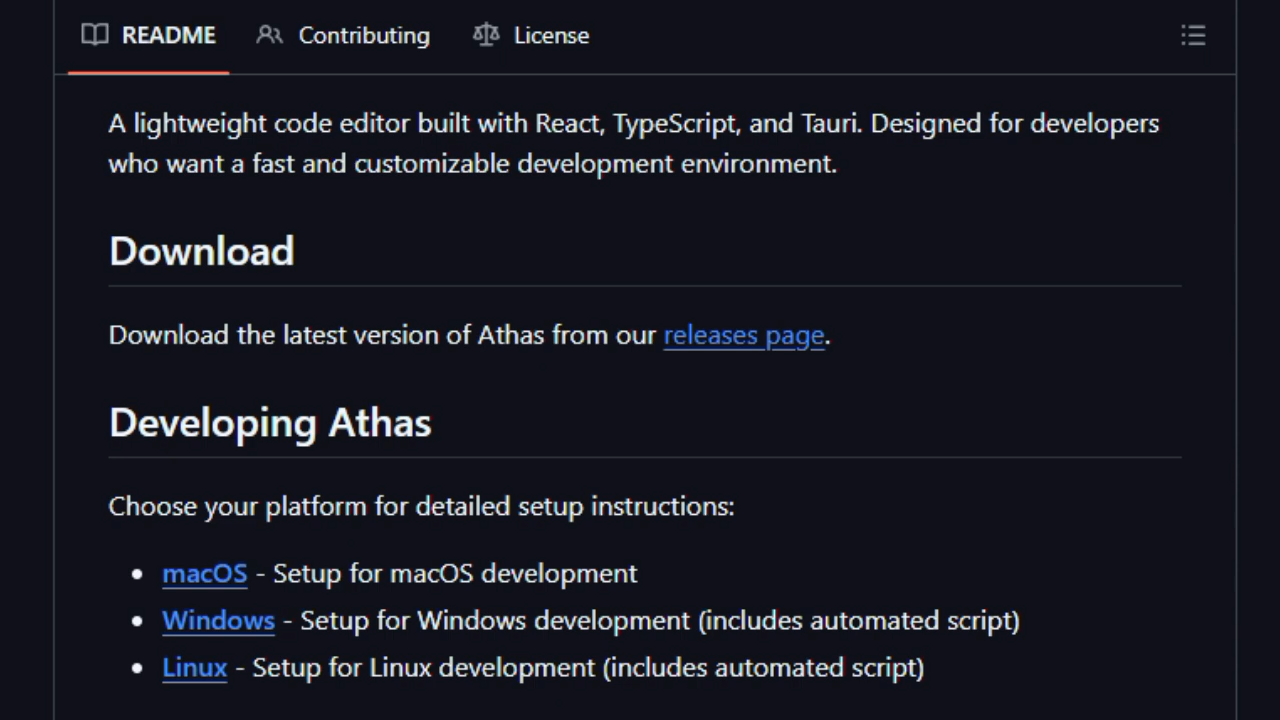 README Contributing License
A lightweight code editor built with React, TypeScript, and Tauri. Designed for developers
who want a fast and customizable development environment.
Download
Download the latest version of Athas from our releases page.
Developing Athas
Choose your platform for detailed setup instructions:
• macOS - Setup for macOS development
• Windows - Setup for Windows development (includes automated script)
• Linux - Setup for Linux development (includes automated script)